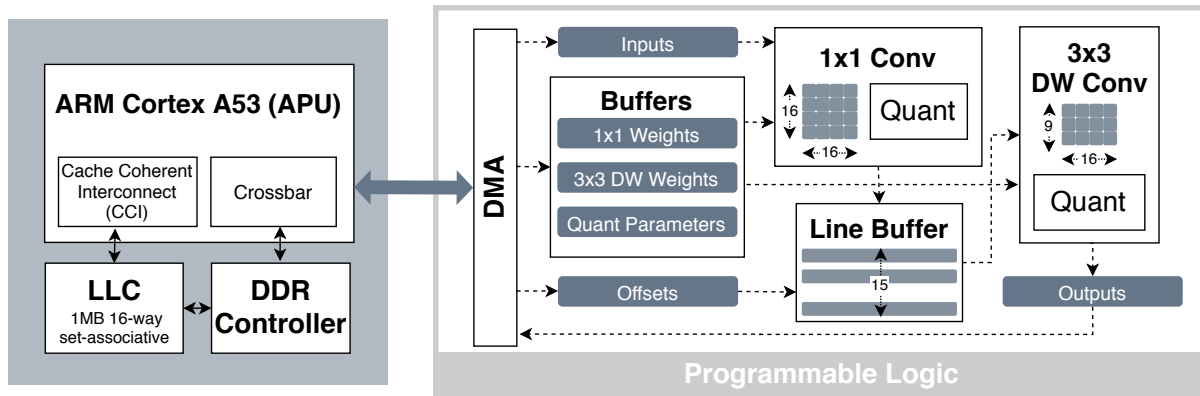 ARM Cortex A53 (APU)
Cache Coherent
Interconnect
(CCI)
Crossbar
LLC
1MB 16-way
set-associative
DDR
Controller
DMA
Inputs
Buffers
1x1 Weights
3x3 DW Weights
Quant Parameters
Offsets
1x1 Conv
16
16
Quant
Line Buffer
15
3x3
DW Conv
9
16
Quant
Outputs
Programmable Logic